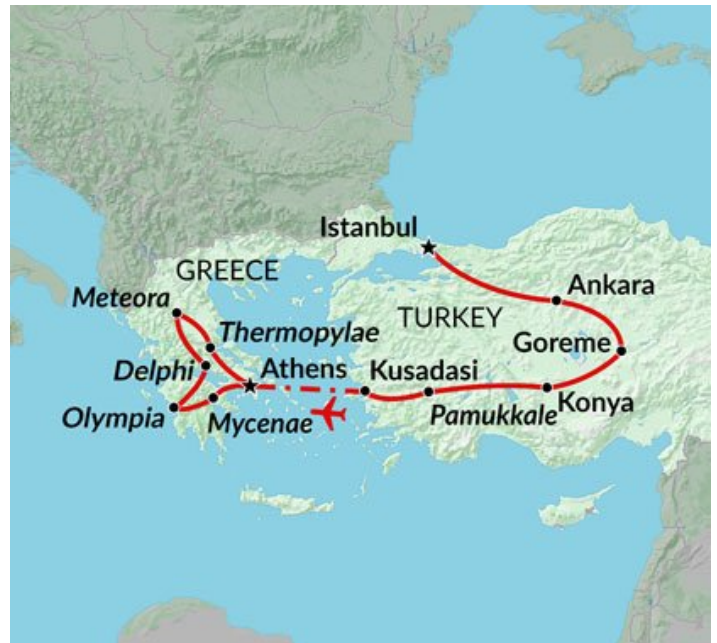 Istanbul
GREECE
Ankara
Meteora
TURKEY
Thermopylae
Goreme
Delphi
Athens
Kusadasi
Olympia
Mycenae
Pamukkale
Konya